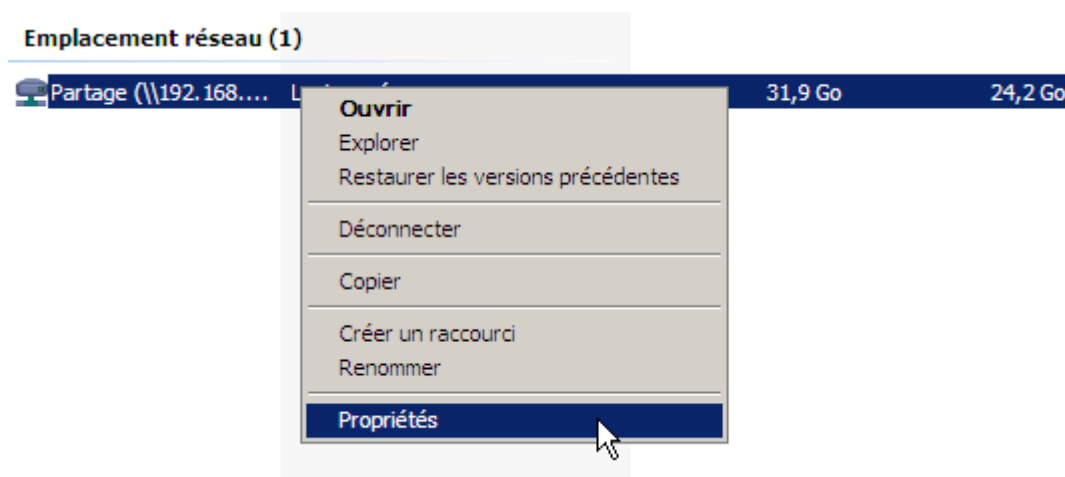 Emplacement réseau (1)
Partage (\\192.168.... 31,9 Go 24,2 Go
Ouvrir
Explorer
Restaurer les versions précédentes
Déconnecter
Copier
Créer un raccourci
Renommer
Propriétés